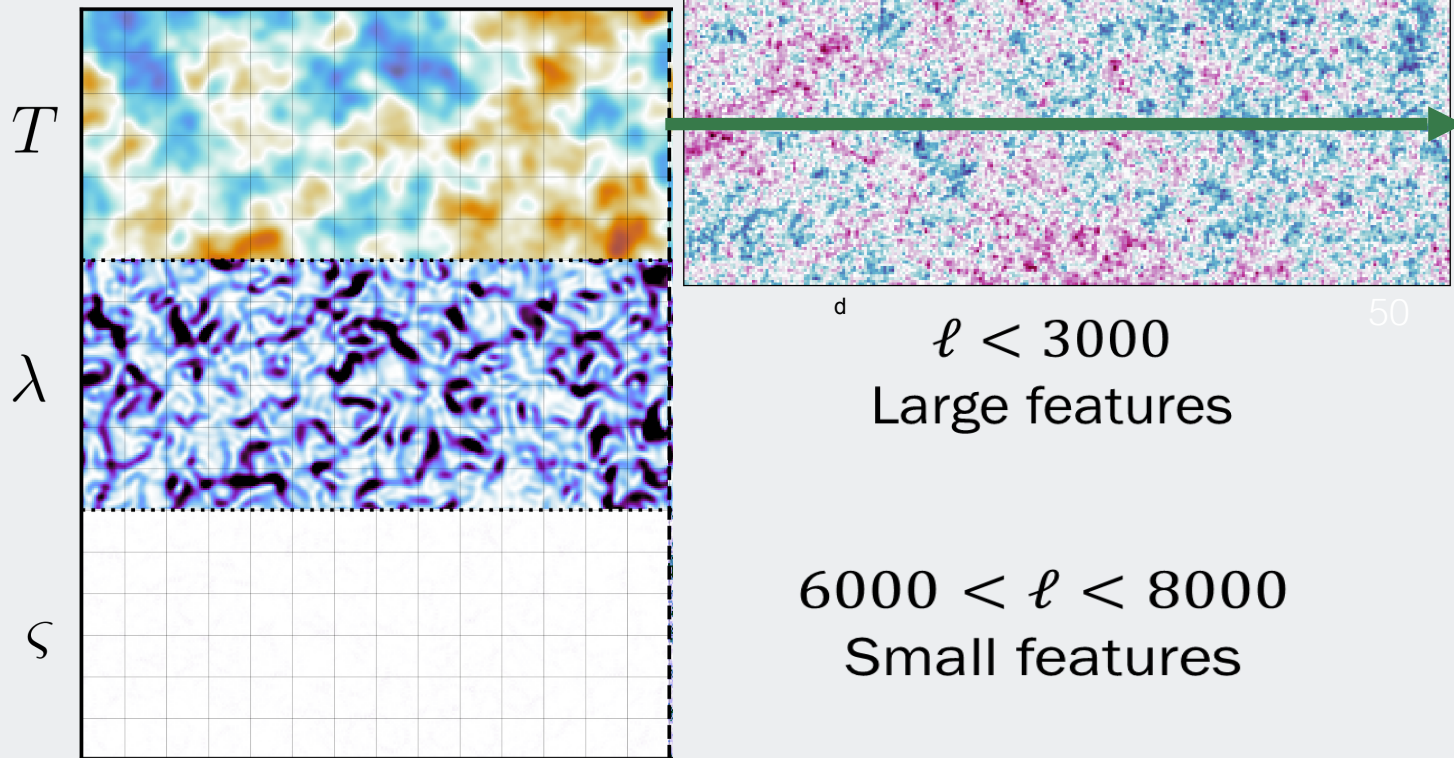 T
λ
ς
d
50
ℓ < 3000
Large features
6000 < ℓ < 8000
Small features